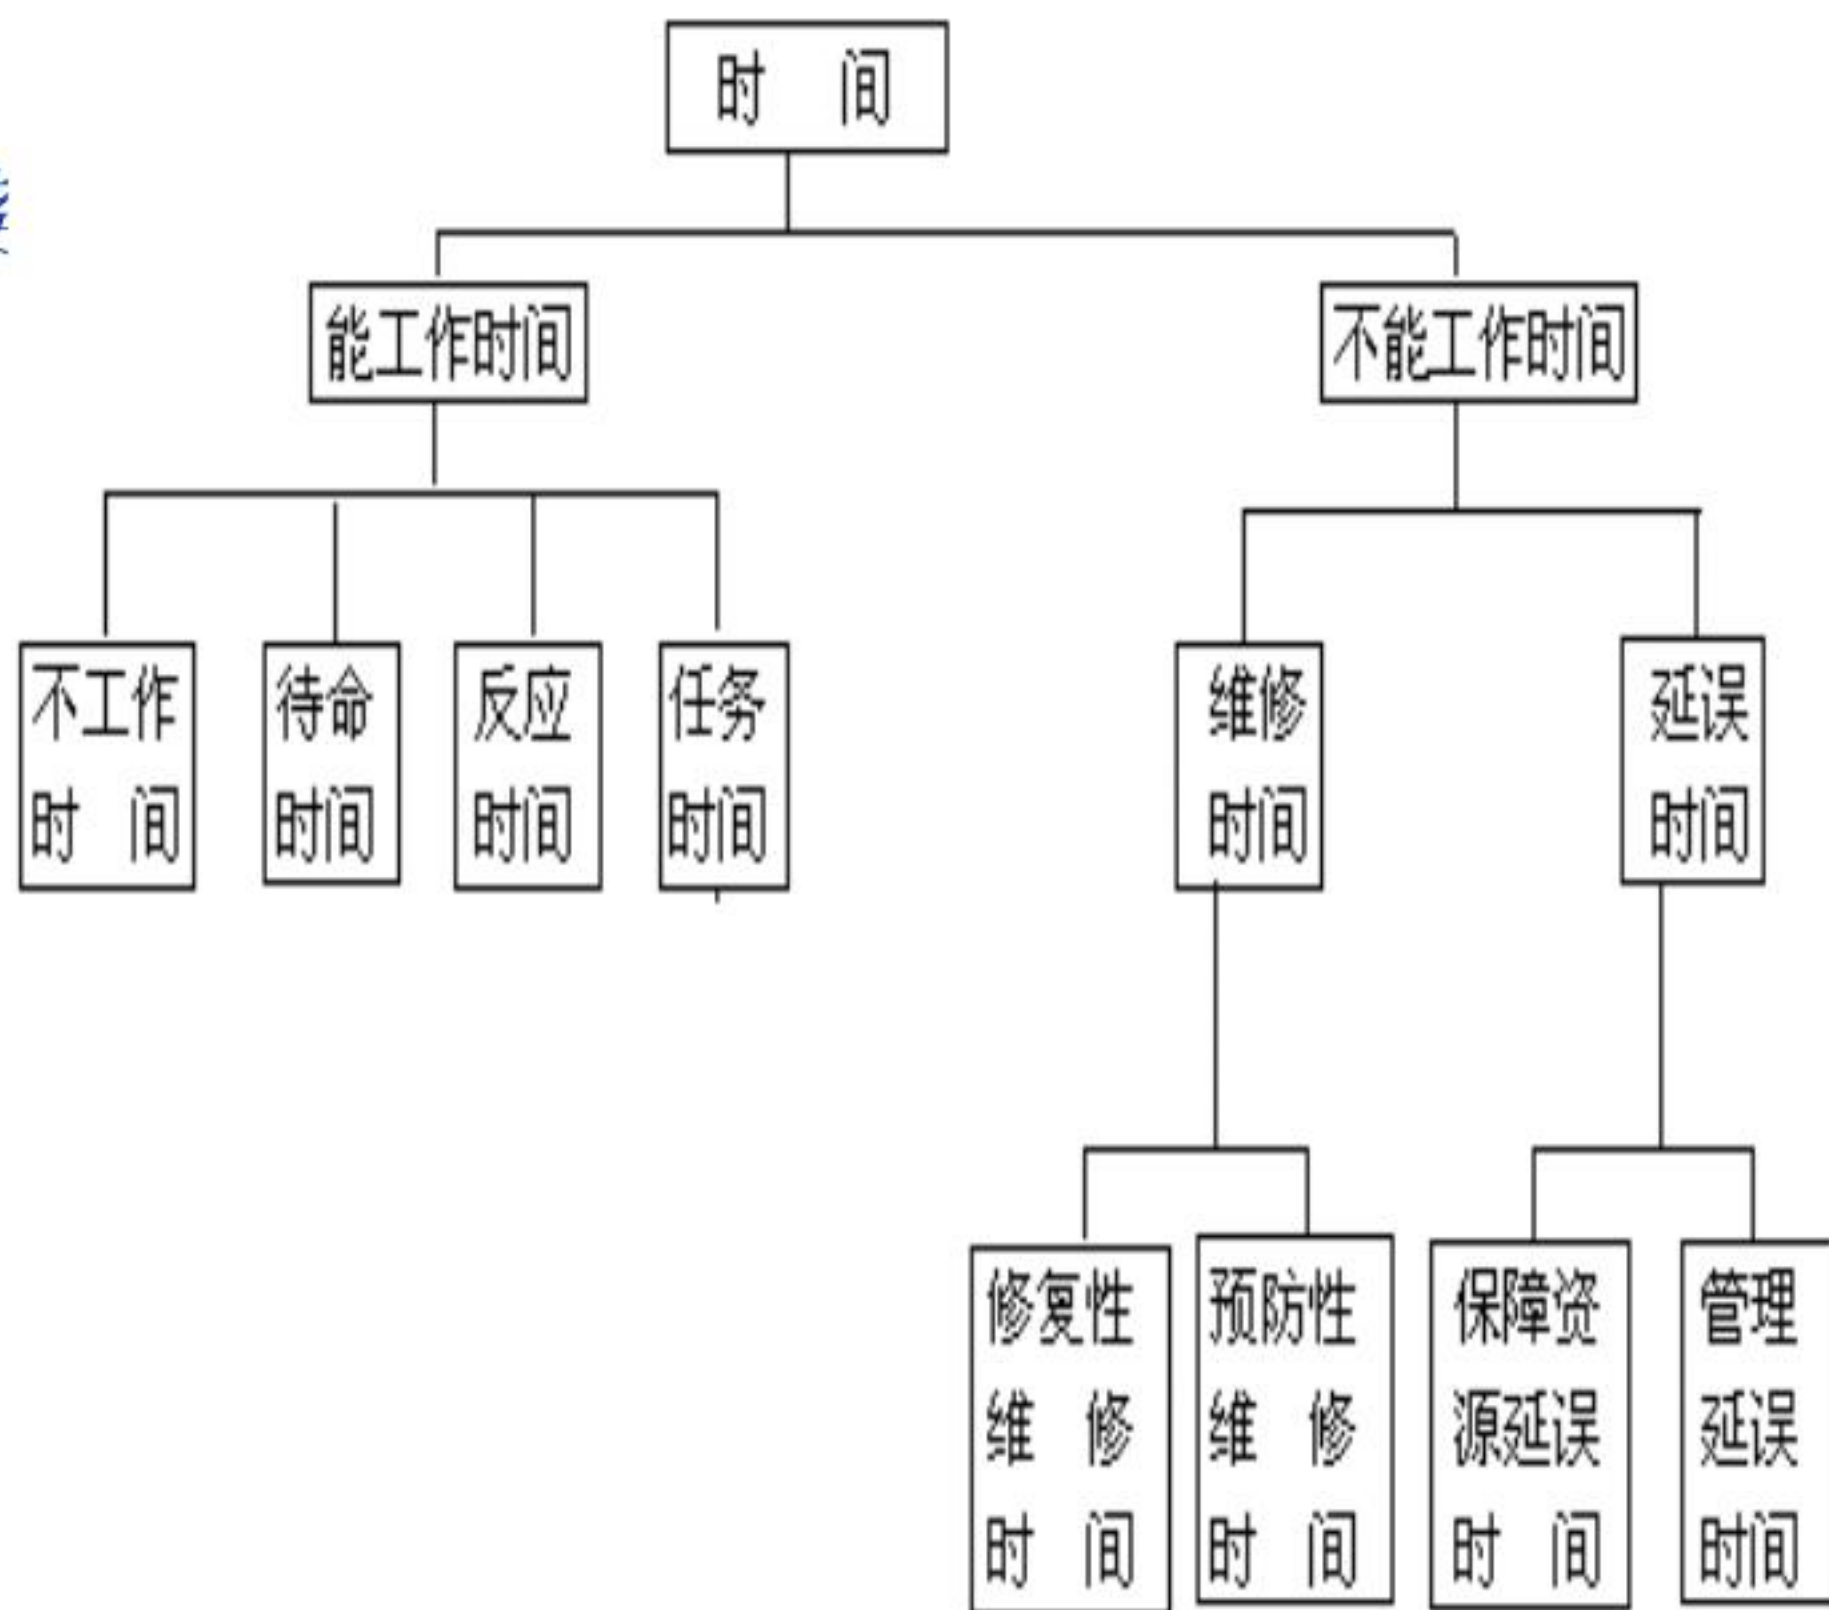 时 间
能工作时间
不能工作时间
不工作
时 间
待命
时间
反应
时间
任务
时间
维修
时间
延误
时间
修复性
维 修
时 间
预防性
维 修
时 间
保障资
源延误
时 间
管理
延误
时间